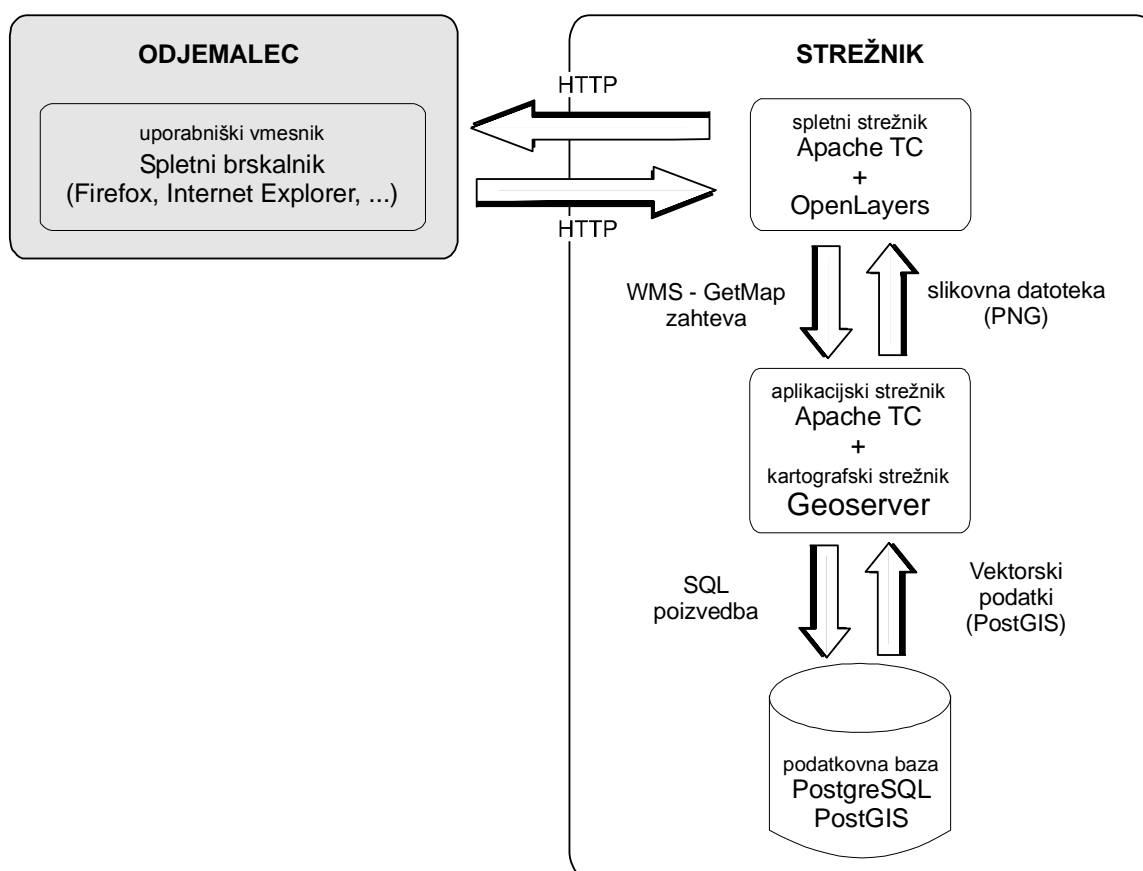 ODJEMALEC
uporabniški vmesnik
Spletni brskalnik
(Firefox, Internet Explorer, ...)
HTTP
HTTP
STREŽNIK
spletni strežnik
Apache TC
+
OpenLayers
WMS - GetMap
zahteva
slikovna datoteka
(PNG)
aplikacijski strežnik
Apache TC
+
kartografski strežnik
Geoserver
SQL
poizvedba
Vektorski
podatki
(PostGIS)
podatkovna baza
PostgreSQL
PostGIS